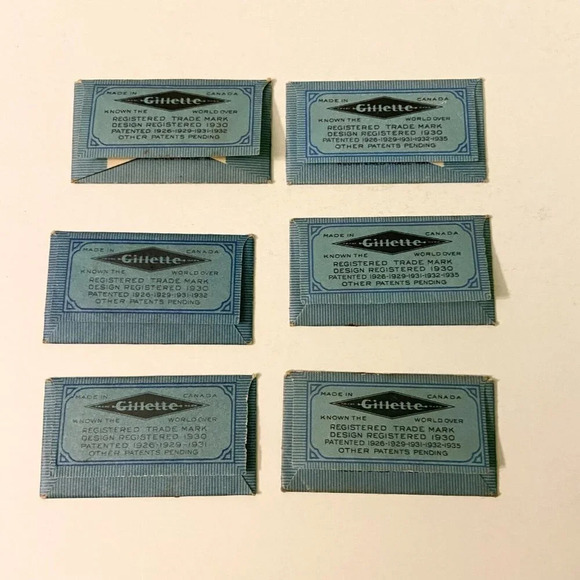 MADE IN CANADA
Gillette
KNOWN THE WORLD OVER
REGISTERED TRADE MARK
DESIGN REGISTERED 1930
PATENTED 1926-1929-1931-1932
OTHER PATENTS PENDING
MADE IN CANADA
Gillette
KNOWN THE WORLD OVER
REGISTERED TRADE MARK
DESIGN REGISTERED 1930
PATENTED 1926-1928-1931-1932-1935
OTHER PATENTS PENDING
MADE IN CANADA
Gillette
KNOWN THE WORLD OVER
REGISTERED TRADE MARK
DESIGN REGISTERED 1930
PATENTED 1926-1929-1931-1932
OTHER PATENTS PENDING
MADE IN CANADA
Gillette
KNOWN THE WORLD OVER
REGISTERED TRADE MARK
DESIGN REGISTERED 1930
PATENTED 1926-1928-1931-1932-1935
OTHER PATENTS PENDING
MADE IN CANADA
Gillette
KNOWN THE WORLD OVER
REGISTERED TRADE MARK
DESIGN REGISTERED 1930
PATENTED 1926-1929-1931
OTHER PATENTS PENDING
MADE IN CANADA
Gillette
KNOWN THE WORLD OVER
REGISTERED TRADE MARK
DESIGN REGISTERED 1930
PATENTED 1926-1928-1931-1932-1935
OTHER PATENTS PENDING